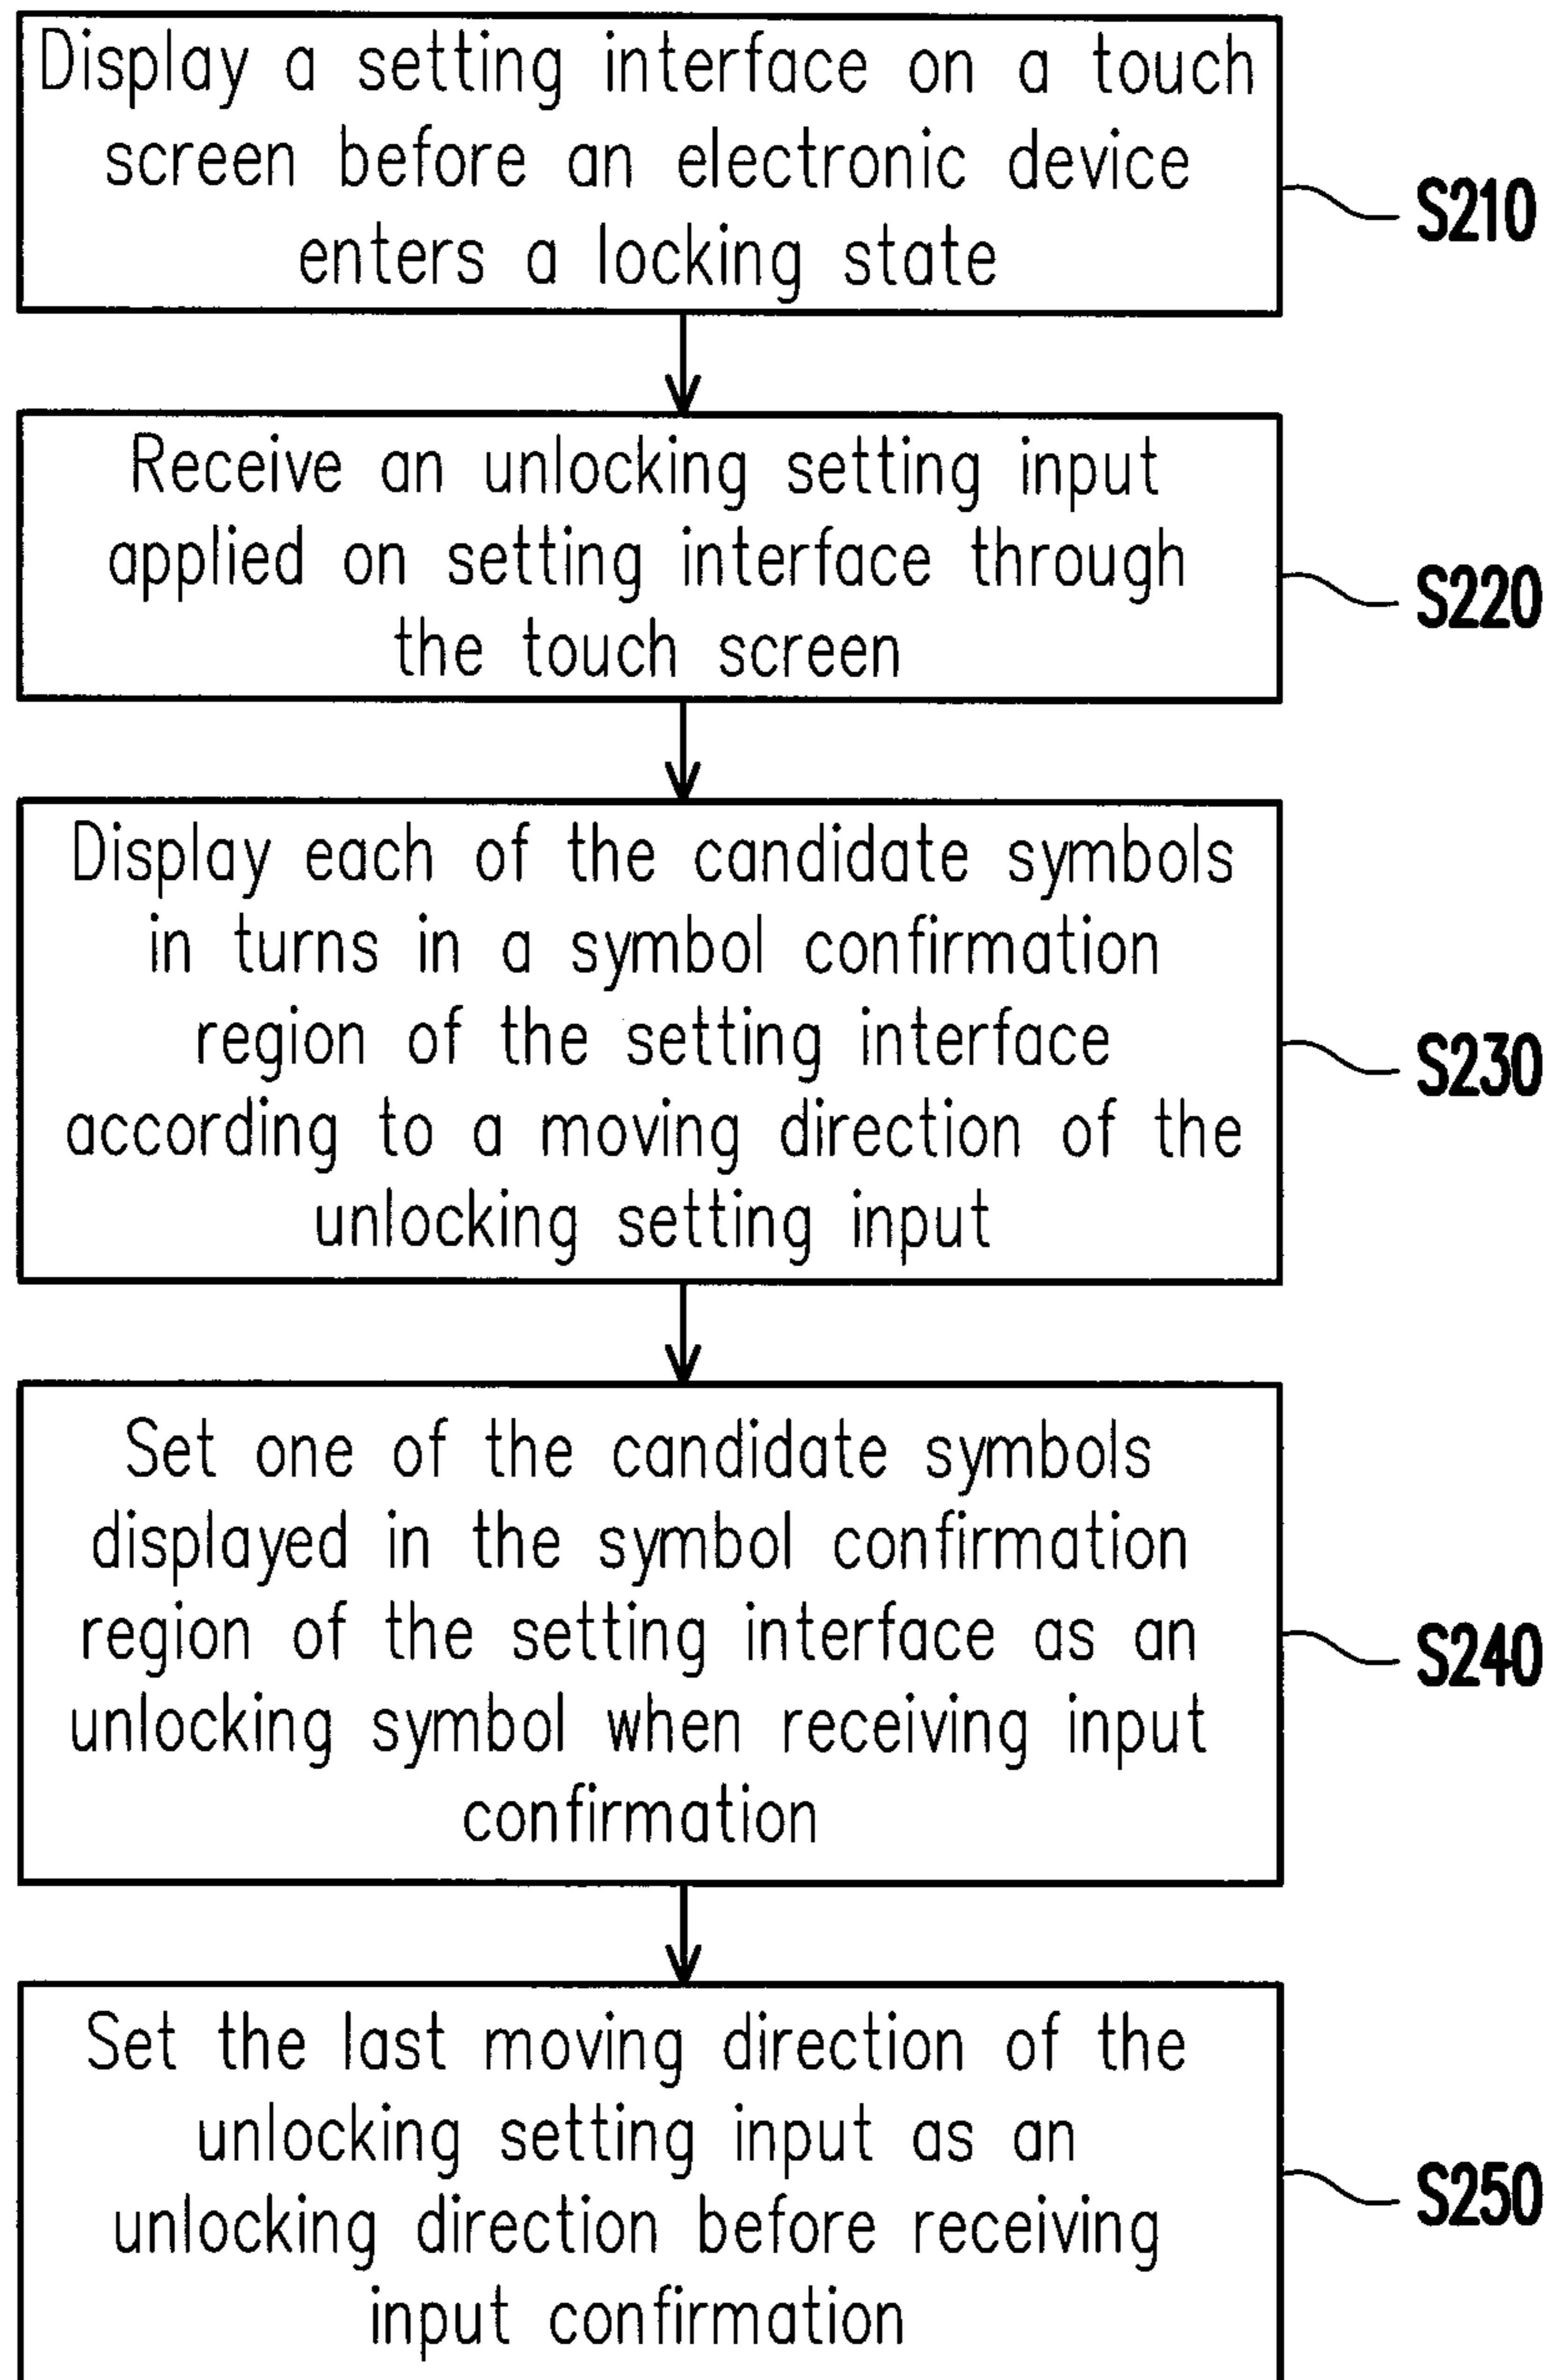 Display a setting interface on a touch
screen before an electronic device
enters a locking state
S210
Receive an unlocking setting input
applied on setting interface through
the touch screen
S220
Display each of the candidate symbols
in turns in a symbol confirmation
region of the setting interface
according to a moving direction of the
unlocking setting input
S230
Set one of the candidate symbols
displayed in the symbol confirmation
region of the setting interface as an
unlocking symbol when receiving input
confirmation
S240
Set the last moving direction of the
unlocking setting input as an
unlocking direction before receiving
input confirmation
S250